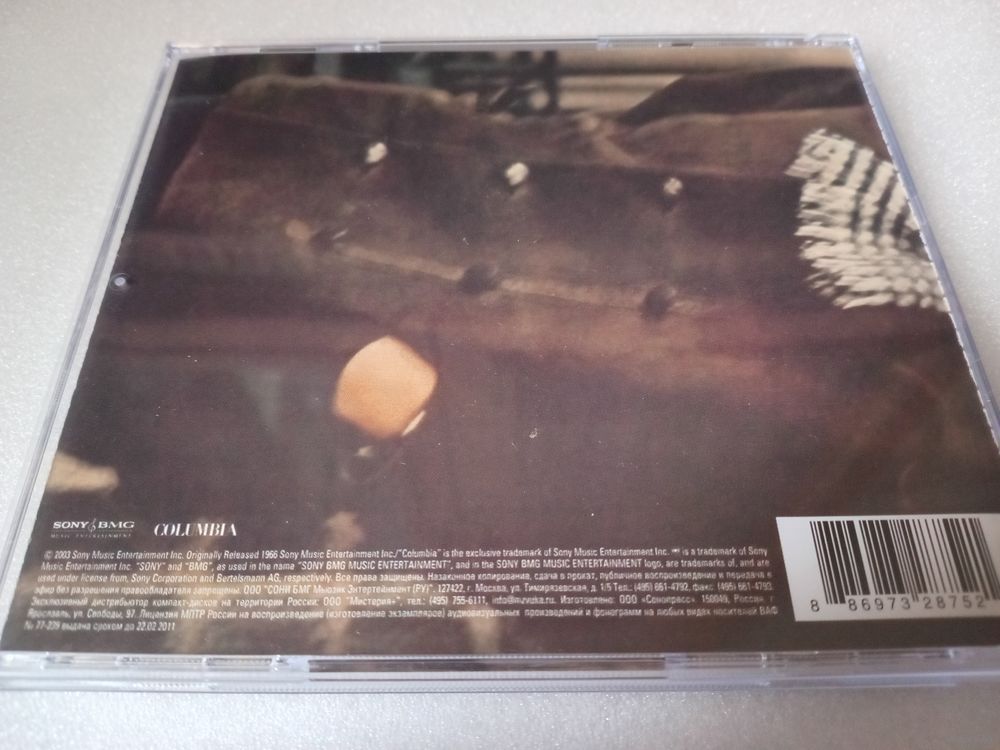 SONY BMG
MUSIC ENTERTAINMENT
COLUMBIA
© 2003 Sony Music Entertainment Inc. Originally Released 1966 Sony Music Entertainment Inc./"Columbia" is the exclusive trademark of Sony Music Entertainment Inc. is a trademark of Sony
Music Entertainment Inc. "SONY" and "BMG", as used in the name "SONY BMG MUSIC ENTERTAINMENT", and in the SONY BMG MUSIC ENTERTAINMENT logo, are trademarks of, and are
used under license from, Sony Corporation and Bertelsmann AG, respectively. Все права защищены. Незаконное копирование, сдача в прокат, публичное воспроизведение и передача в
эфир без разрешения правообладателя запрещены. ООО "СОНИ БМГ Мьюзик Энтертейнмент (РУ)". 127422, г. Москва, ул. Тимирязевская, д. 1/5 Тел.: (495) 661-4792, факс: (495) 661-4793.
Эксклюзивный дистрибьютор компакт-дисков на территории России: ООО "Мистерия+", тел.: (495) 755-6111, info@muzyka.ru. Изготовлено: ООО «Сонопресс» 150049, Россия, г.
Ярославль, ул. Свободы, 97. Лицензия МПТР России на воспроизведение (изготовление экземпляров) аудиовизуальных произведений и фонограмм на любых видах носителей ВАФ
№ 77-239 выдана сроком до 22.02.2011
8 86973 28752